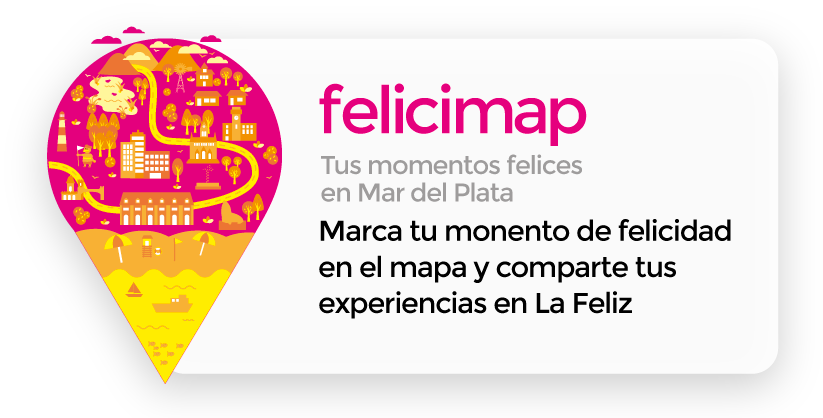 felicimap
Tus momentos felices
en Mar del Plata
Marca tu monento de felicidad
en el mapa y comparte tus
experiencias en La Feliz